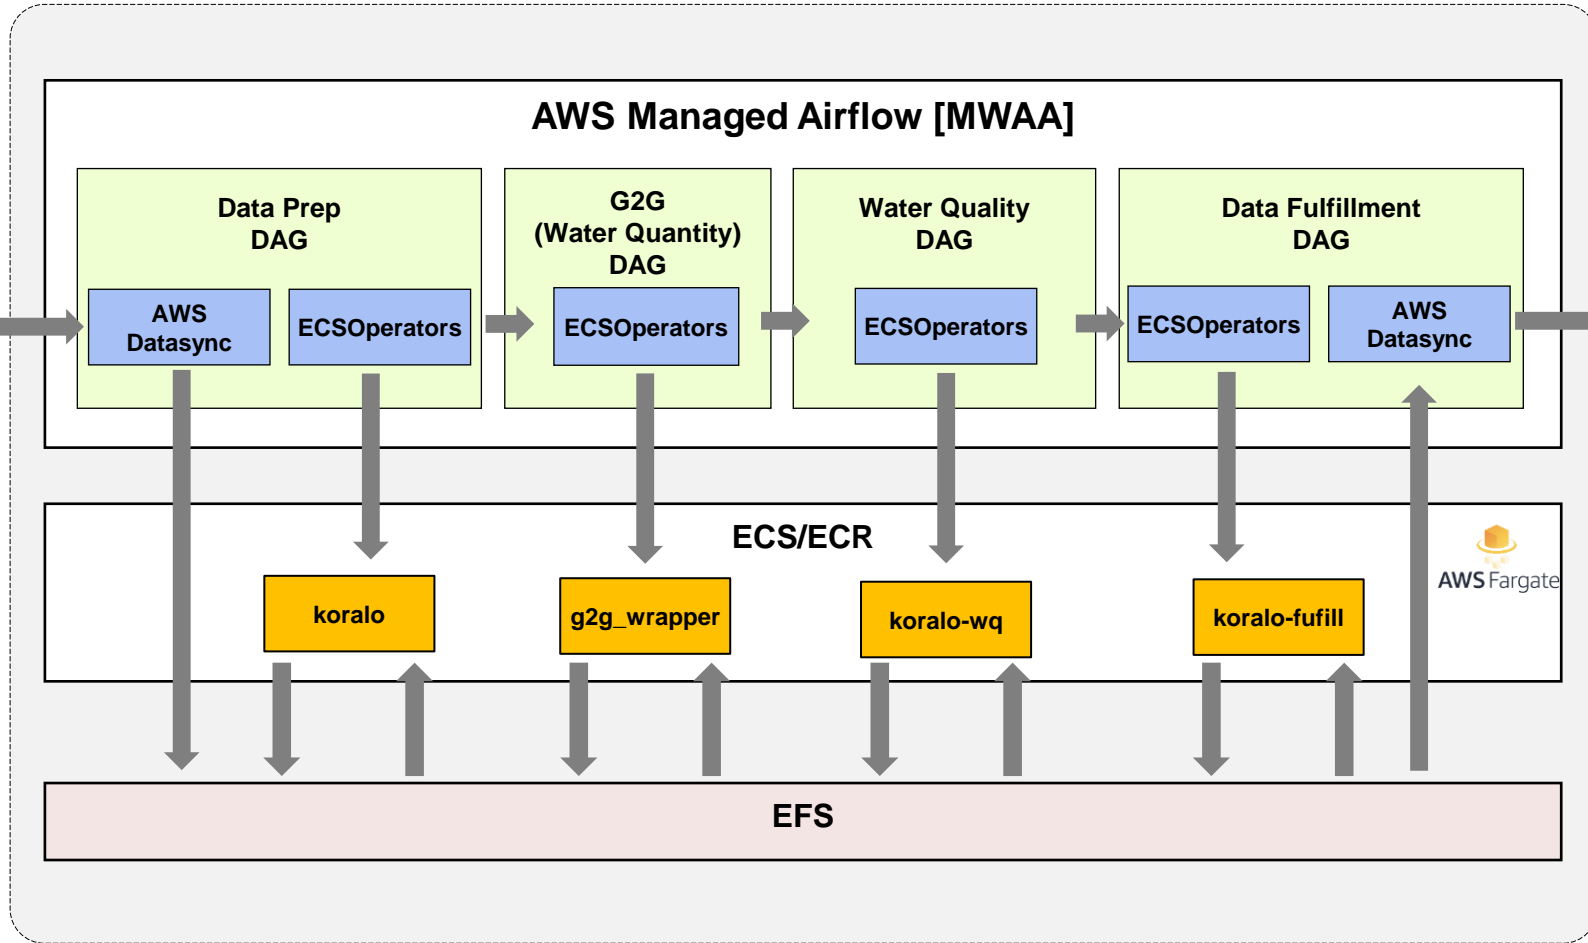 AWS Managed Airflow [MWAA]
Data Prep
DAG
AWS
Datasync
ECSOperators
G2G
(Water Quantity)
DAG
ECSOperators
Water Quality
DAG
ECSOperators
Data Fulfillment
DAG
ECSOperators
AWS
Datasync
ECS/ECR
AWS Fargate
koralo
g2g_wrapper
koralo-wq
koralo-fufill
EFS